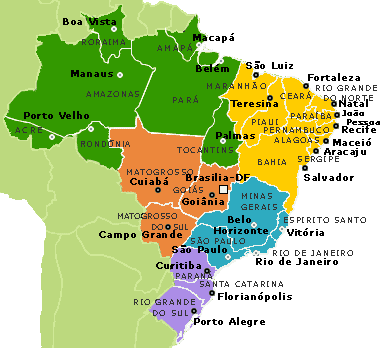 Boa Vista
RORAIMA
Macapá
AMAPÁ
Belém
São Luiz
Manaus
Fortaleza
MARANHÃO
RIO GRANDE
DO NORTE
CEARÁ
AMAZONAS
PARÁ
Teresina
Natal
Porto Velho
PARAÍBA
João
Pessoa
PIAUI
ACRE
PERNAMBUCO
Recife
Palmas
ALAGOAS
Maceió
RONDÔNIA
TOCANTINS
Aracaju
SERGIPE
BAHIA
MATOGROSSO
Brasilia-DF
Salvador
Cuiabá
GOIÁS
Goiânia
MINAS
GERAIS
MATOGROSSO
DO SUL
Belo
Horizonte
ESPIRITO SANTO
Campo Grande
Vitória
SÃO PAULO
São Paulo
RIO DE JANEIRO
Rio de Janeiro
Curitiba
PARANÁ
SANTA CATARINA
Florianópolis
RIO GRANDE
DO SUL
Porto Alegre